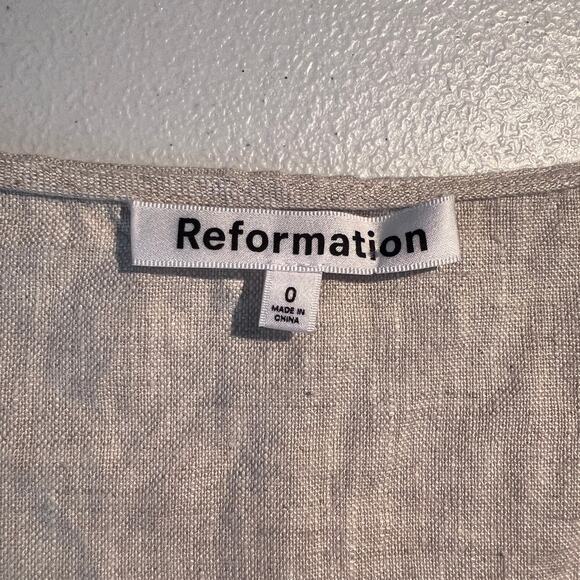 Reformation
0
MADE IN
CHINA